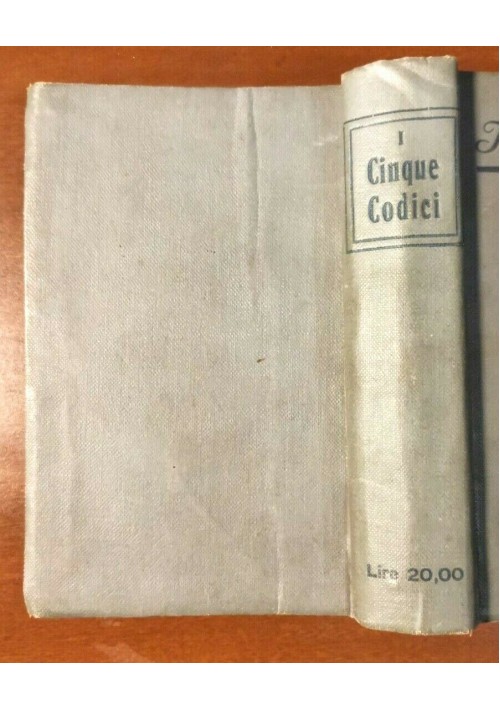 I
Cinque
Codici
Lire 20,00